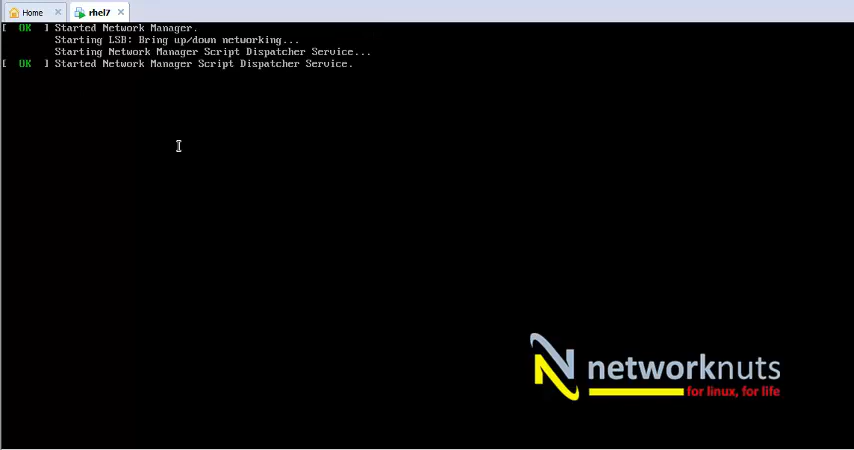 Home
rhel7
[ OK ] Started Network Manager.
Starting LSB: Bring up/down networking...
Starting Network Manager Script Dispatcher Service...
[ OK ] Started Network Manager Script Dispatcher Service.
networknuts
for linux, for life